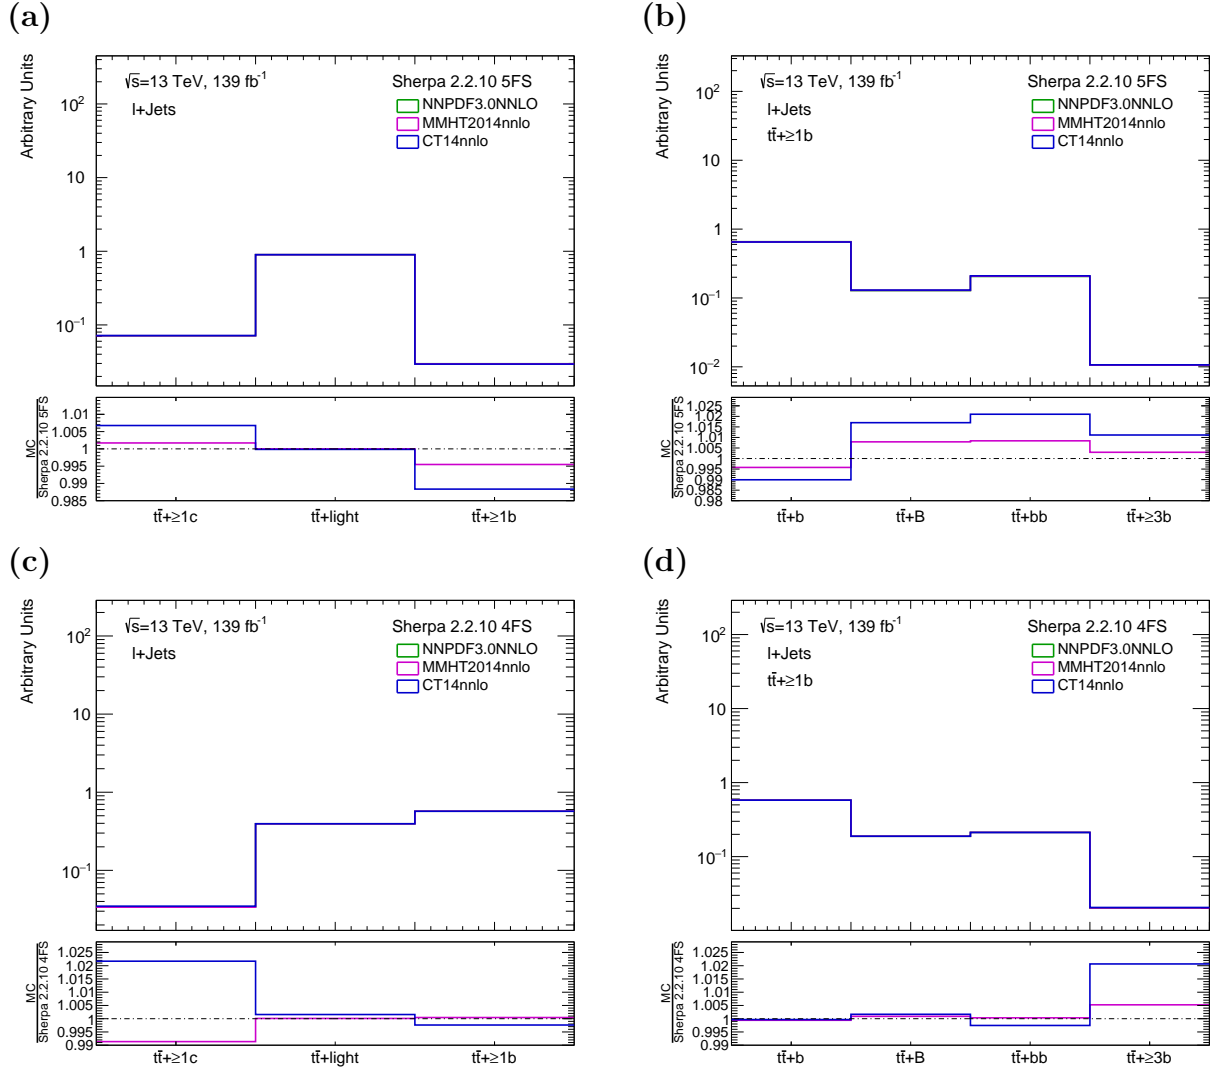 (a)
Arbitrary Units
√s=13 TeV, 139 fb⁻¹
l+Jets
Sherpa 2.2.10 5FS
NNPDF3.0NNLO
MMHT2014nnlo
CT14nnlo
10²
10
1
10⁻¹
MC
Sherpa 2.2.10 5FS
1.01
1.005
1
0.995
0.99
0.985
tt̄+≥1c
tt̄+light
tt̄+≥1b
(b)
Arbitrary Units
√s=13 TeV, 139 fb⁻¹
l+Jets
tt̄+≥1b
Sherpa 2.2.10 5FS
NNPDF3.0NNLO
MMHT2014nnlo
CT14nnlo
10²
10
1
10⁻¹
10⁻²
MC
Sherpa 2.2.10 5FS
1.025
1.02
1.015
1.01
1.005
1
0.995
0.99
0.985
0.98
tt̄+b
tt̄+B
tt̄+bb
tt̄+≥3b
(c)
Arbitrary Units
√s=13 TeV, 139 fb⁻¹
l+Jets
Sherpa 2.2.10 4FS
NNPDF3.0NNLO
MMHT2014nnlo
CT14nnlo
10²
10
1
10⁻¹
MC
Sherpa 2.2.10 4FS
1.025
1.02
1.015
1.01
1.005
1
0.995
0.99
tt̄+≥1c
tt̄+light
tt̄+≥1b
(d)
Arbitrary Units
√s=13 TeV, 139 fb⁻¹
l+Jets
tt̄+≥1b
Sherpa 2.2.10 4FS
NNPDF3.0NNLO
MMHT2014nnlo
CT14nnlo
10²
10
1
10⁻¹
MC
Sherpa 2.2.10 4FS
1.025
1.02
1.015
1.01
1.005
1
0.995
0.99
tt̄+b
tt̄+B
tt̄+bb
tt̄+≥3b